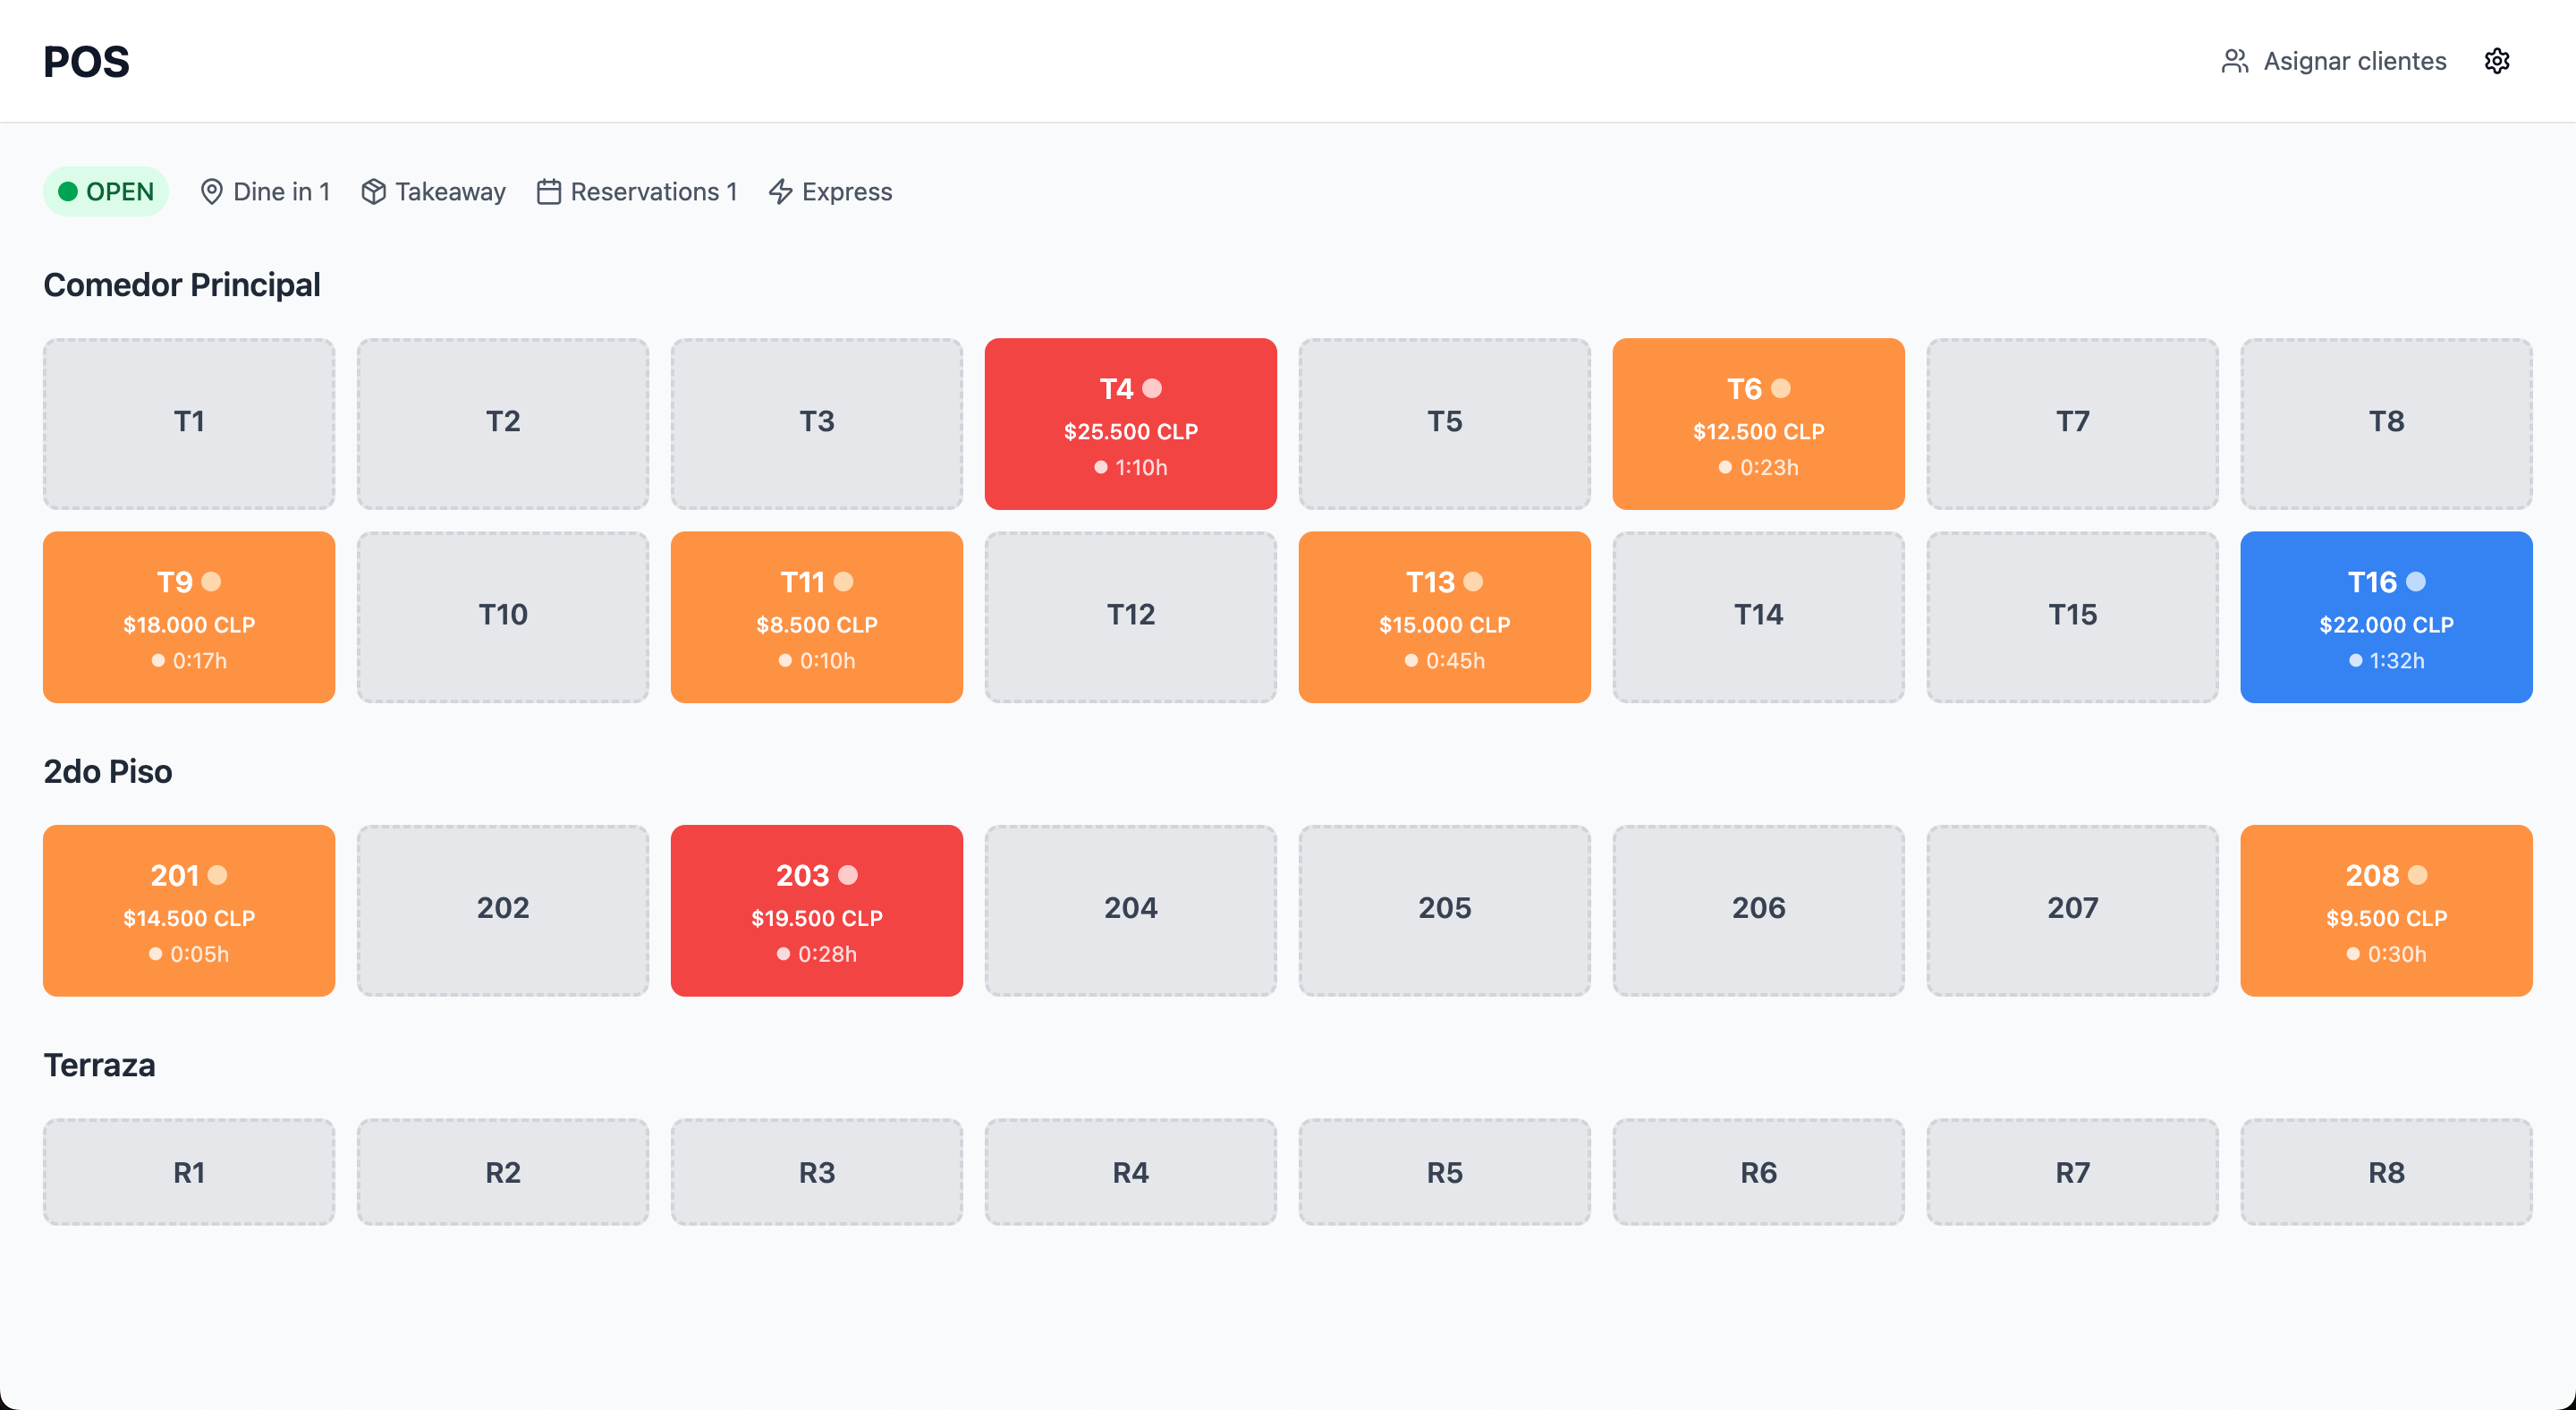 POS
Asignar clientes
OPEN
Dine in 1
Takeaway
Reservations 1
Express
Comedor Principal
T1
T2
T3
T4
$25.500 CLP
1:10h
T5
T6
$12.500 CLP
0:23h
T7
T8
T9
$18.000 CLP
0:17h
T10
T11
$8.500 CLP
0:10h
T12
T13
$15.000 CLP
0:45h
T14
T15
T16
$22.000 CLP
1:32h
2do Piso
201
$14.500 CLP
0:05h
202
203
$19.500 CLP
0:28h
204
205
206
207
208
$9.500 CLP
0:30h
Terraza
R1
R2
R3
R4
R5
R6
R7
R8